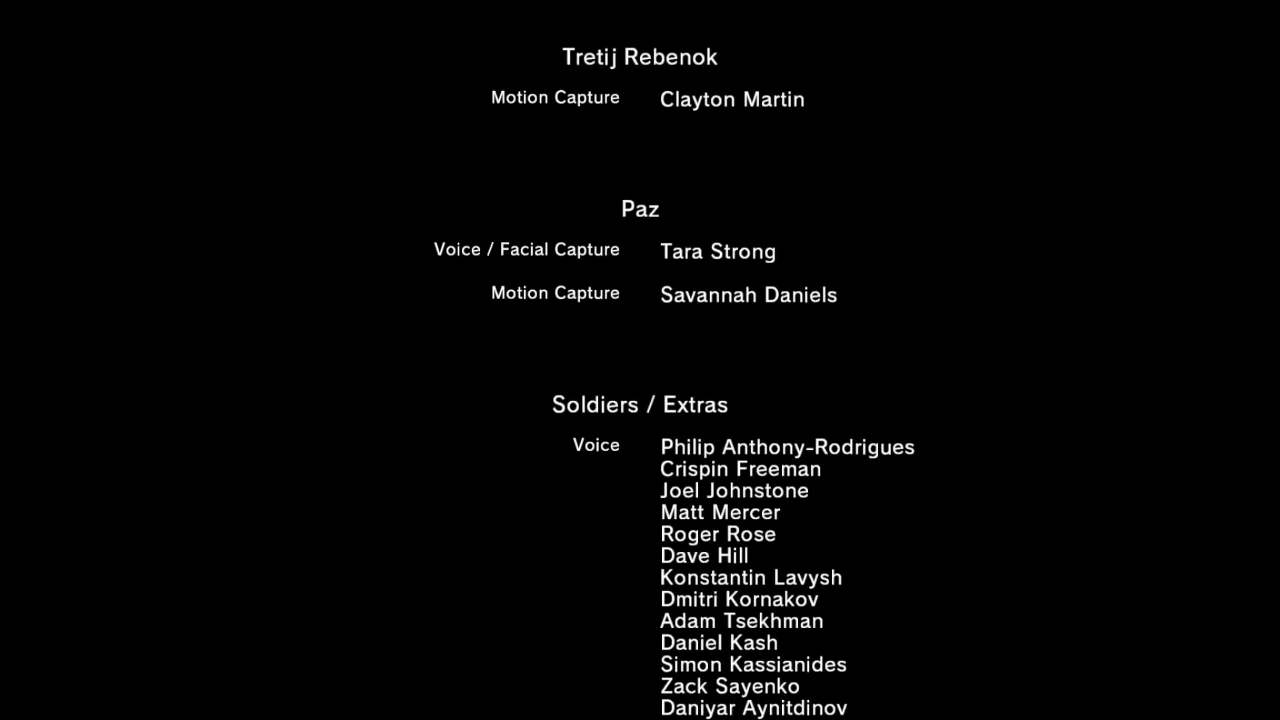 Tretij Rebenok
Motion Capture Clayton Martin
Paz
Voice / Facial Capture Tara Strong
Motion Capture Savannah Daniels
Soldiers / Extras
Voice Philip Anthony-Rodrigues
Crispin Freeman
Joel Johnstone
Matt Mercer
Roger Rose
Dave Hill
Konstantin Lavysh
Dmitri Kornakov
Adam Tsekhman
Daniel Kash
Simon Kassianides
Zack Sayenko
Daniyar Aynitdinov